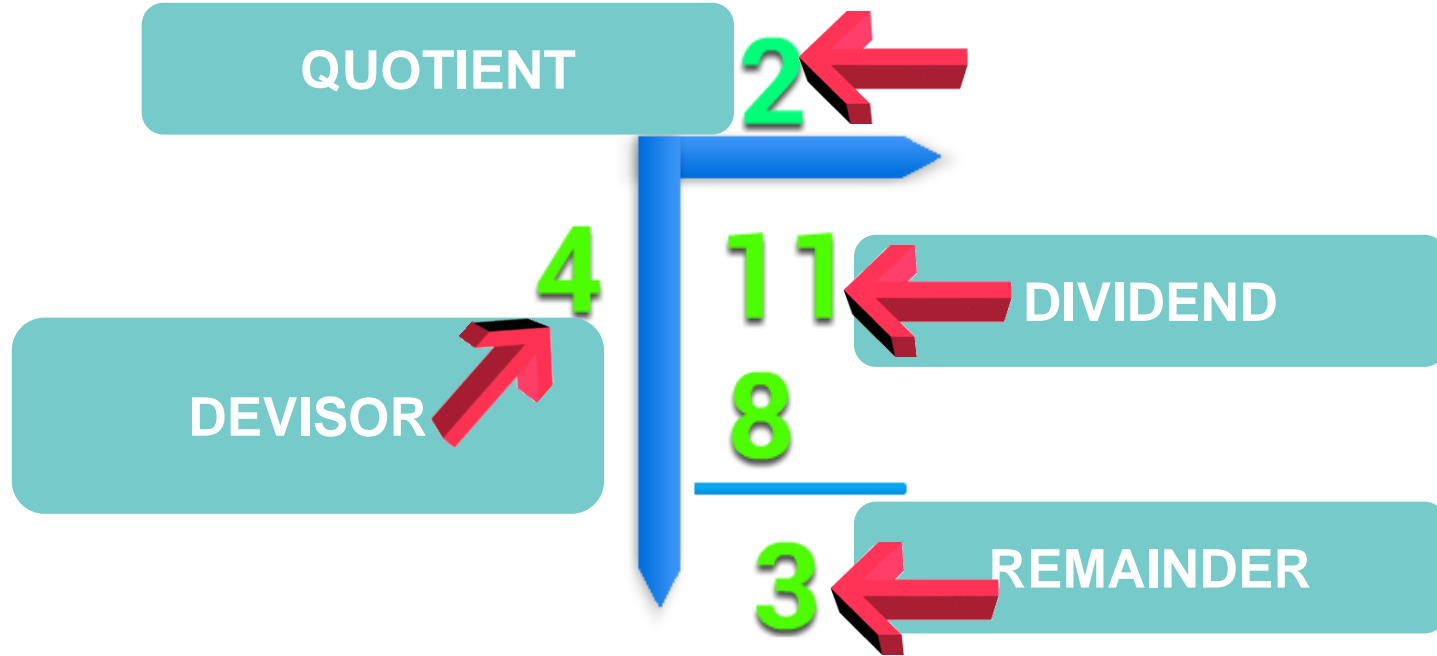 QUOTIENT 2
4 11 DIVIDEND
DEVISOR
8
3 REMAINDER